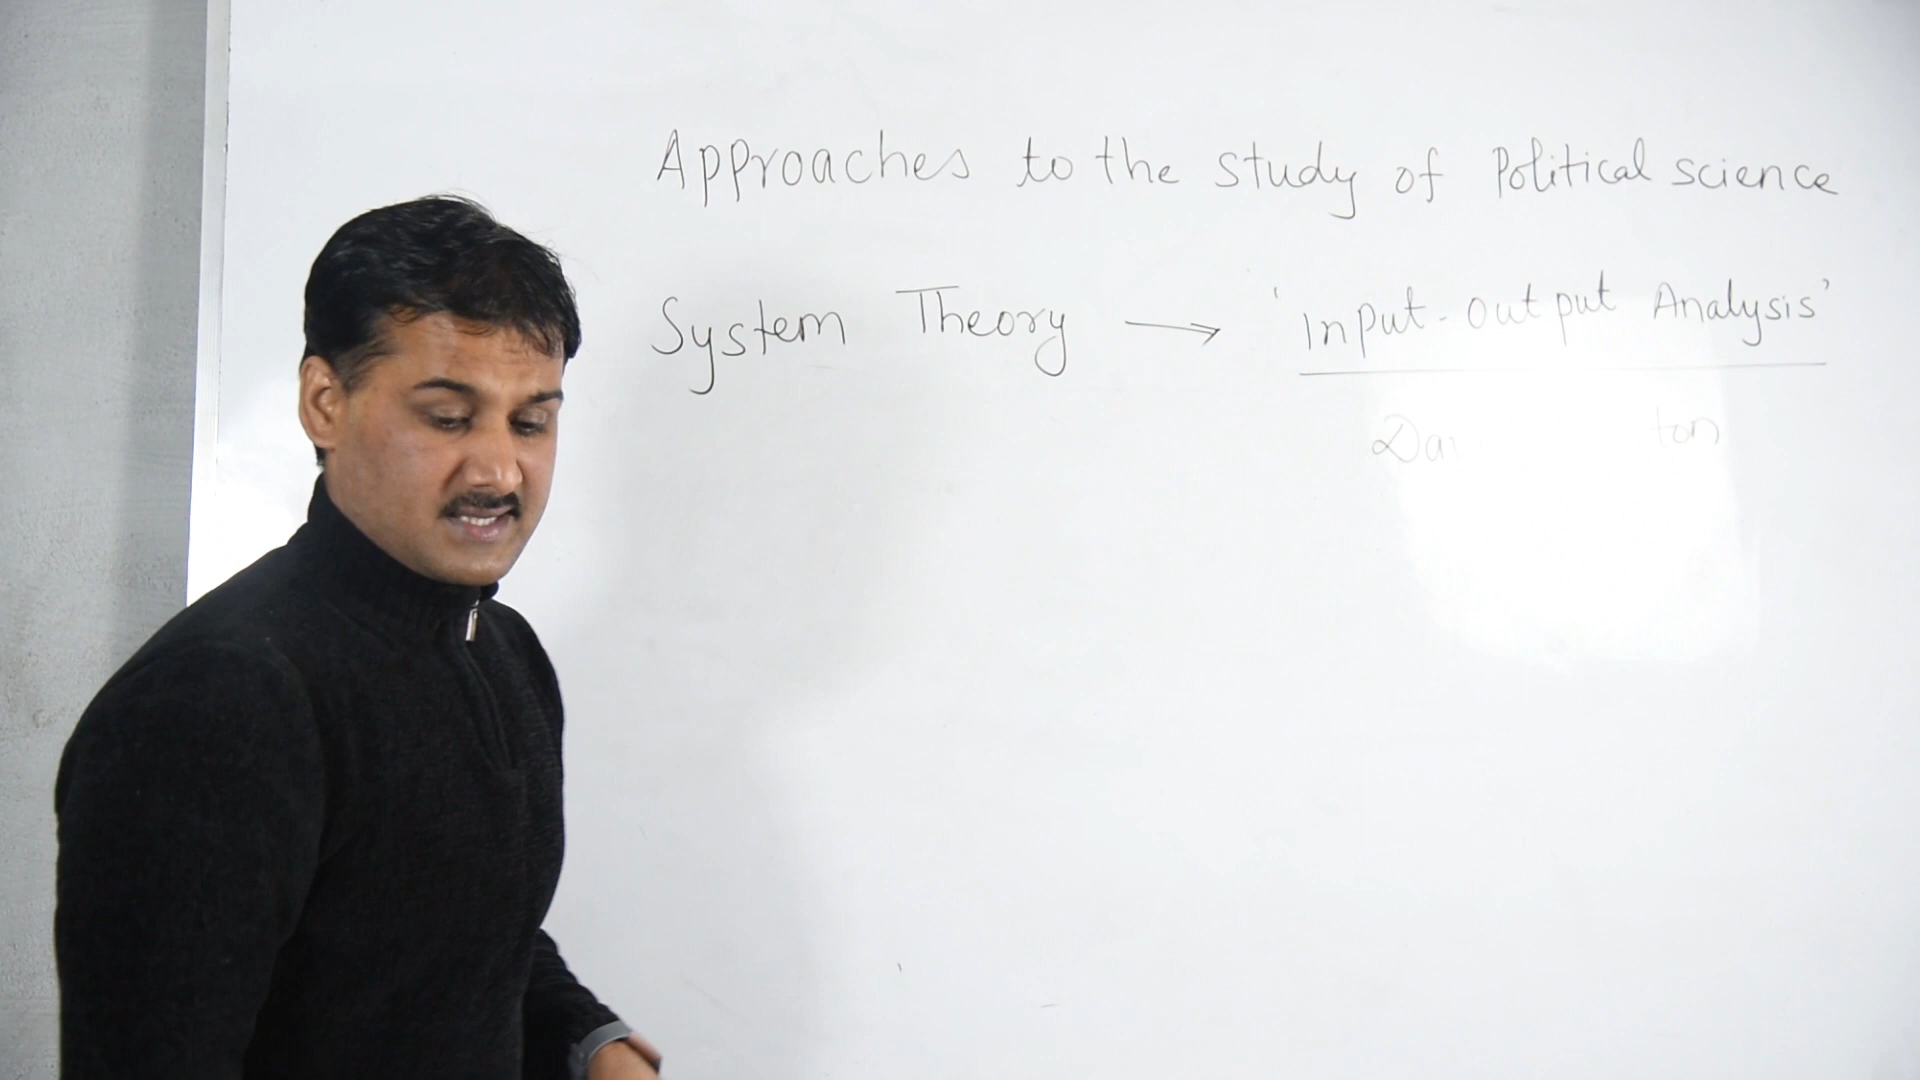 Approaches to the study of Political science
System Theory → 'Input-output Analysis'